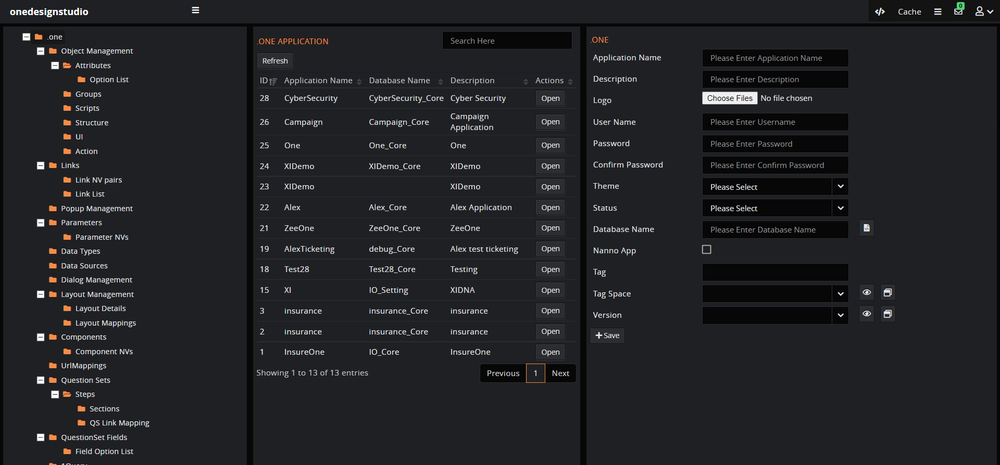 onedesignstudio
Cache
0
.one
Object Management
Attributes
Option List
Groups
Scripts
Structure
UI
Action
Links
Link NV pairs
Link List
Popup Management
Parameters
Parameter NVs
Data Types
Data Sources
Dialog Management
Layout Management
Layout Details
Layout Mappings
Components
Component NVs
UrlMappings
Question Sets
Steps
Sections
QS Link Mapping
QuestionSet Fields
Field Option List
.ONE APPLICATION
Search Here
Refresh
ID Application Name Database Name Description Actions
28 CyberSecurity CyberSecurity_Core Cyber Security Open
26 Campaign Campaign_Core Campaign Application Open
25 One One_Core One Open
24 XIDemo XIDemo_Core XIDemo Open
23 XIDemo XIDemo Open
22 Alex Alex_Core Alex Application Open
21 ZeeOne ZeeOne_Core ZeeOne Open
19 AlexTicketing debug_Core Alex test ticketing Open
18 Test28 Test28_Core Testing Open
15 XI IO_Setting XIDNA Open
3 insurance insurance_Core insurance Open
2 insurance insurance_Core insurance Open
1 InsureOne IO_Core InsureOne Open
Showing 1 to 13 of 13 entries
Previous 1 Next
.ONE
Application Name Please Enter Application Name
Description Please Enter Description
Logo Choose Files No file chosen
User Name Please Enter Username
Password Please Enter Password
Confirm Password Please Enter Confirm Password
Theme Please Select
Status Please Select
Database Name Please Enter Database Name
Nanno App
Tag
Tag Space
Version
Save